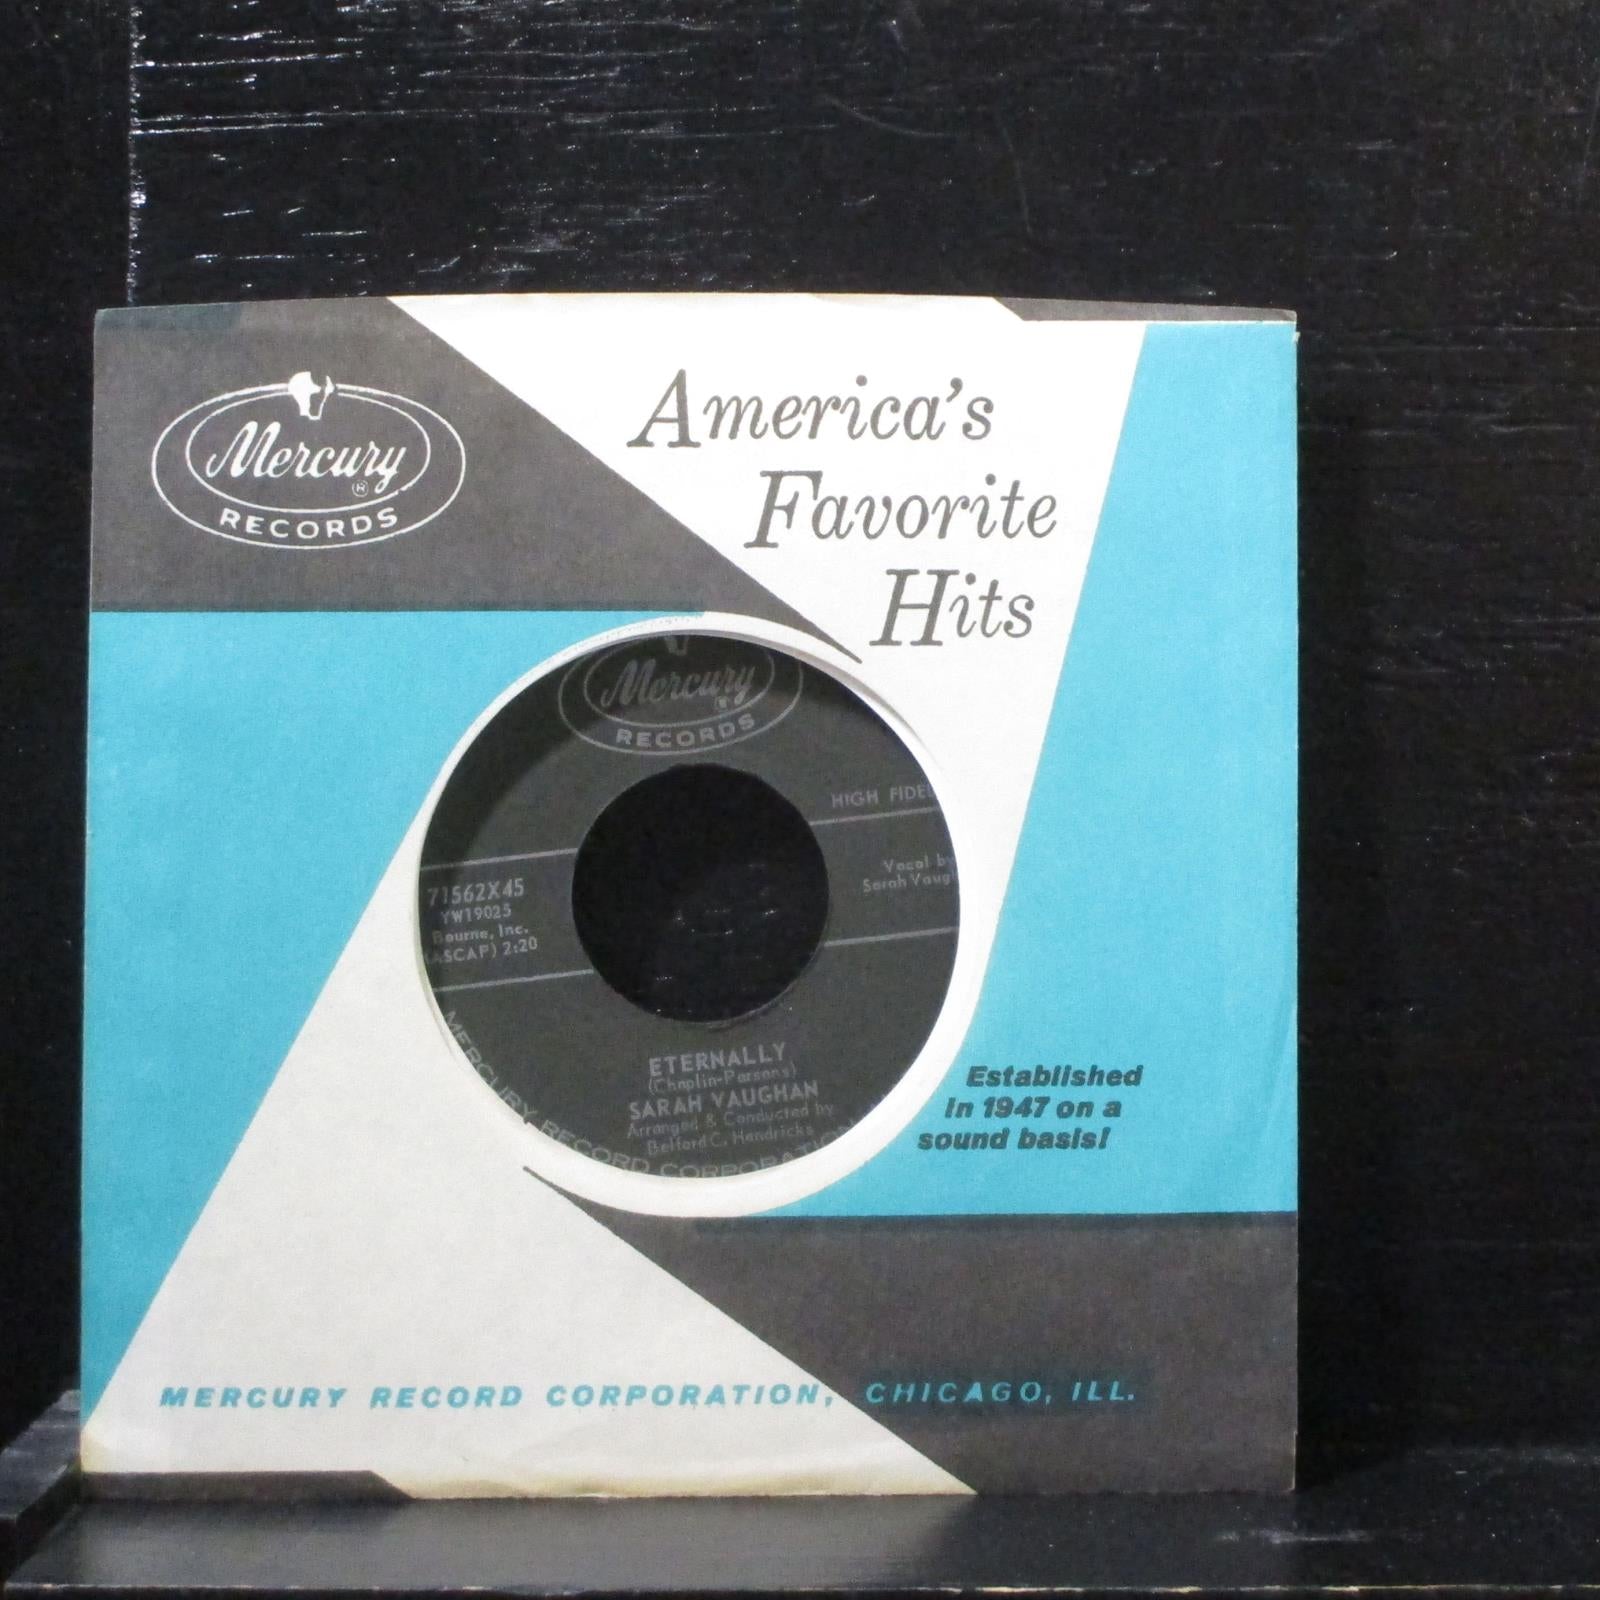 Mercury
®
RECORDS
America's
Favorite
Hits
Mercury
®
RECORDS
HIGH FIDEL
Vocal by
Sarah Vaugh
71562X45
YW19025
Bourne, Inc.
(ASCAP) 2:20
ETERNALLY
(Chaplin-Parsons)
SARAH VAUGHAN
Arranged & Conducted by
Belford C. Hendricks
MERCURY RECORD CORPORATION
Established
in 1947 on a
sound basis!
MERCURY RECORD CORPORATION, CHICAGO, ILL.